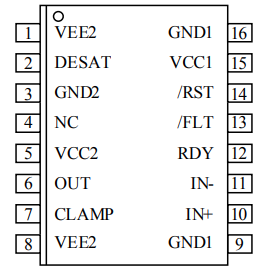 1 VEE2 GND1 16
2 DESAT VCC1 15
3 GND2 /RST 14
4 NC /FLT 13
5 VCC2 RDY 12
6 OUT IN- 11
7 CLAMP IN+ 10
8 VEE2 GND1 9